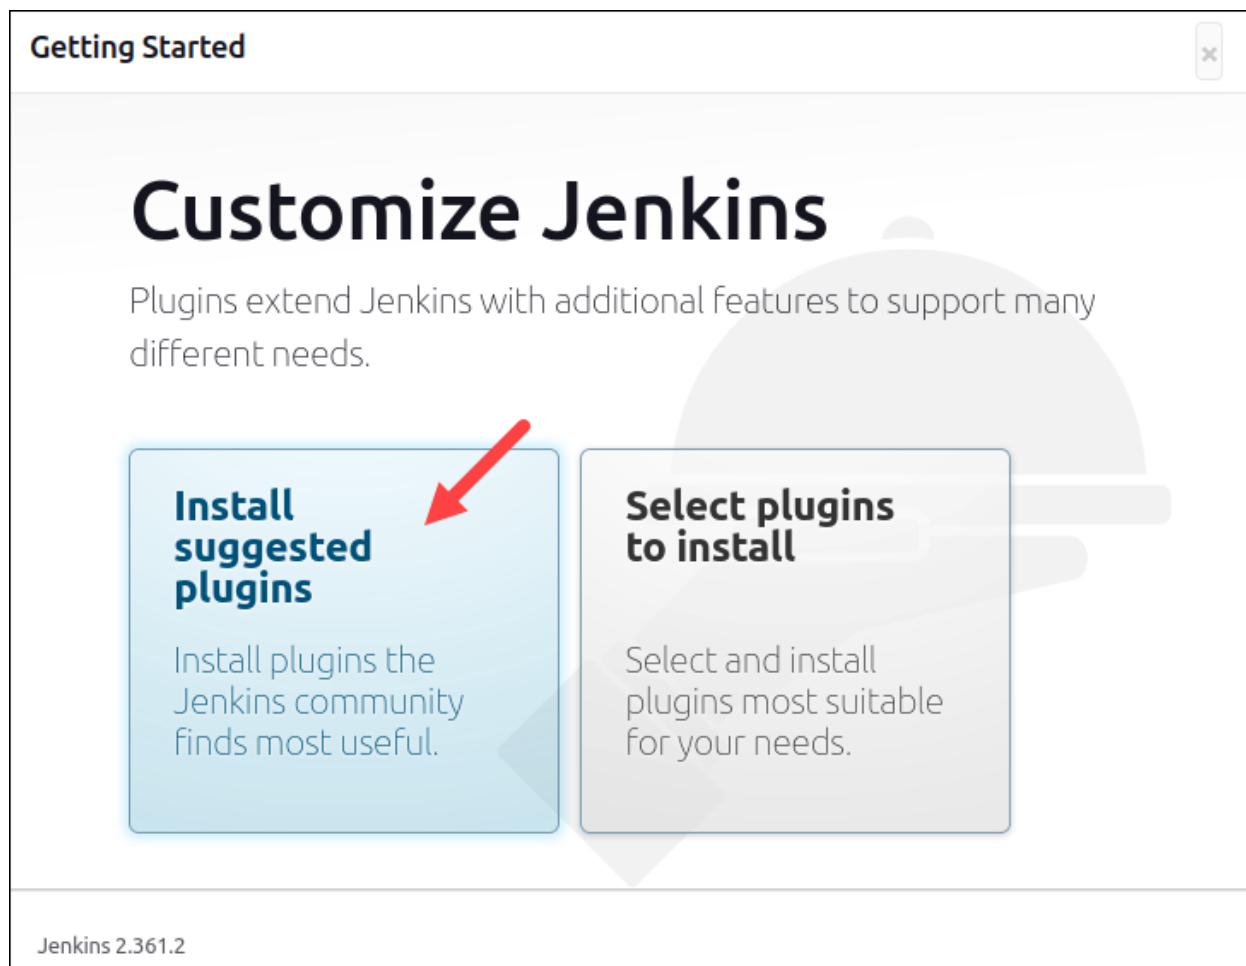 Getting Started
×
Customize Jenkins
Plugins extend Jenkins with additional features to support many
different needs.
Install
suggested
plugins
Install plugins the
Jenkins community
finds most useful.
Select plugins
to install
Select and install
plugins most suitable
for your needs.
Jenkins 2.361.2